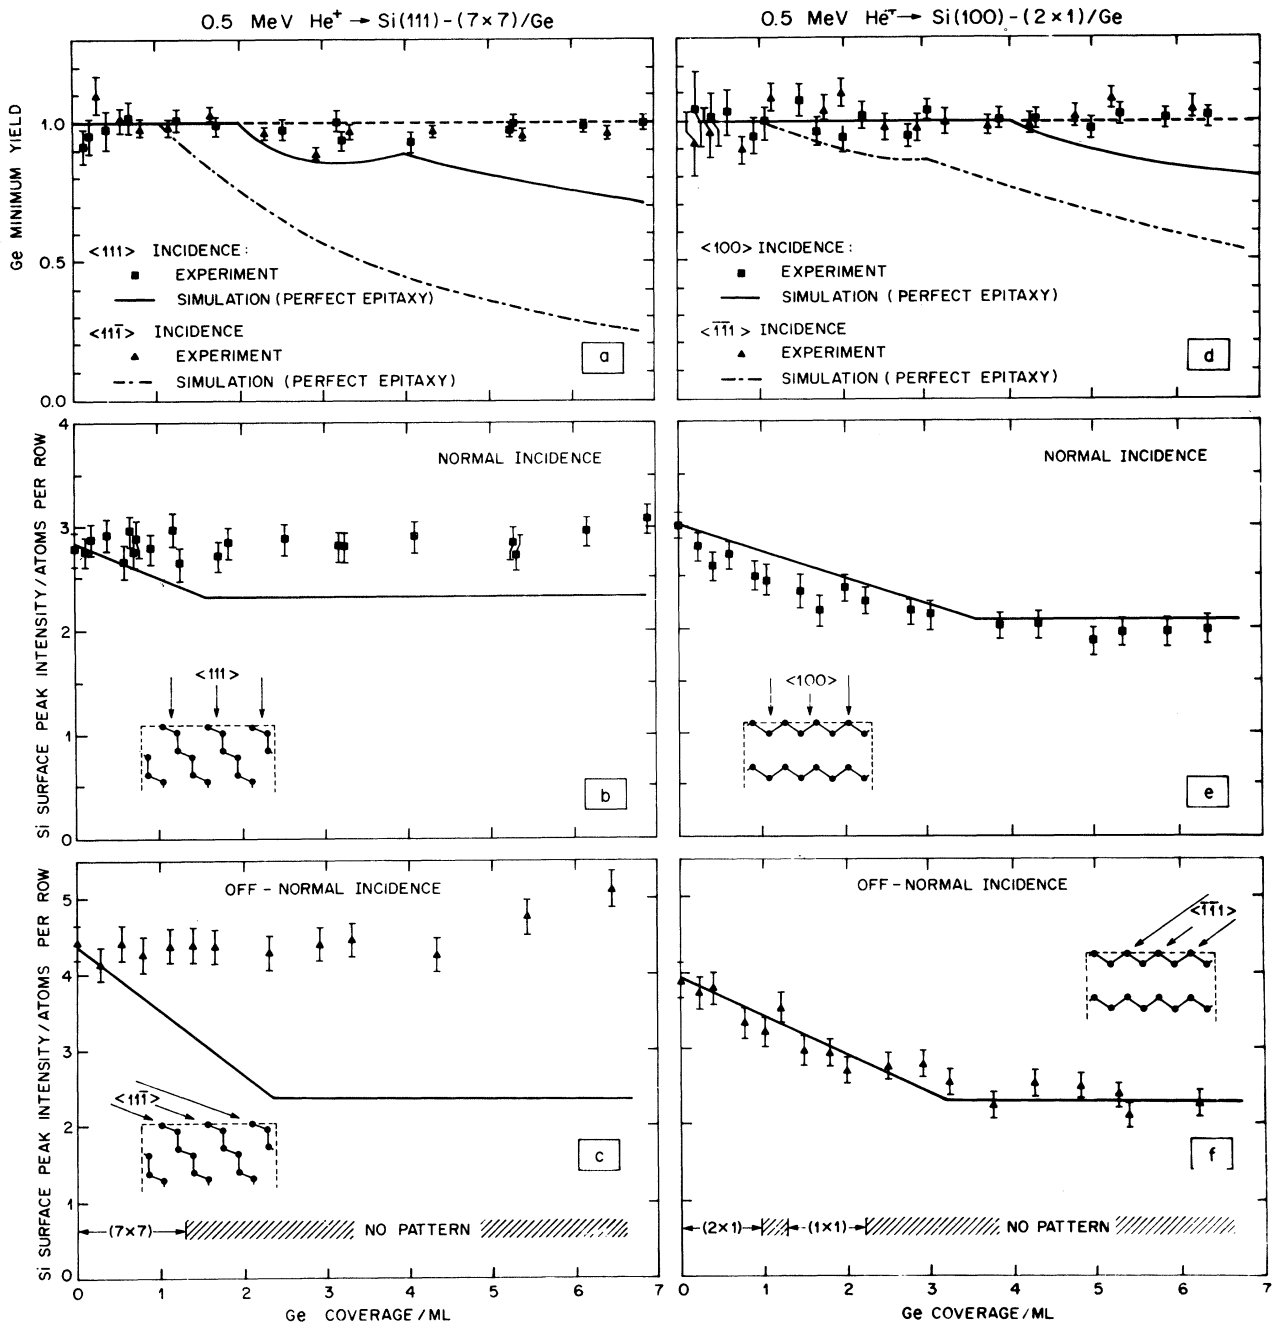 0.5 MeV He⁺ → Si(111)-(7×7)/Ge
0.5 MeV He⁺ → Si(100)-(2×1)/Ge
Ge MINIMUM YIELD
1.0
0.5
0.0
<111> INCIDENCE:
EXPERIMENT
SIMULATION (PERFECT EPITAXY)
<111̄> INCIDENCE
EXPERIMENT
SIMULATION (PERFECT EPITAXY)
a
<100> INCIDENCE:
EXPERIMENT
SIMULATION (PERFECT EPITAXY)
<1̄1̄1> INCIDENCE
EXPERIMENT
SIMULATION (PERFECT EPITAXY)
d
Si SURFACE PEAK INTENSITY/ATOMS PER ROW
4
3
2
1
0
NORMAL INCIDENCE
<111>
b
NORMAL INCIDENCE
<100>
e
Si SURFACE PEAK INTENSITY/ATOMS PER ROW
5
4
3
2
1
0
OFF-NORMAL INCIDENCE
<111̄>
c
(7×7)
NO PATTERN
OFF-NORMAL INCIDENCE
<1̄1̄1>
f
(2×1)
(1×1)
NO PATTERN
0 1 2 3 4 5 6 7
Ge COVERAGE/ML
0 1 2 3 4 5 6 7
Ge COVERAGE/ML